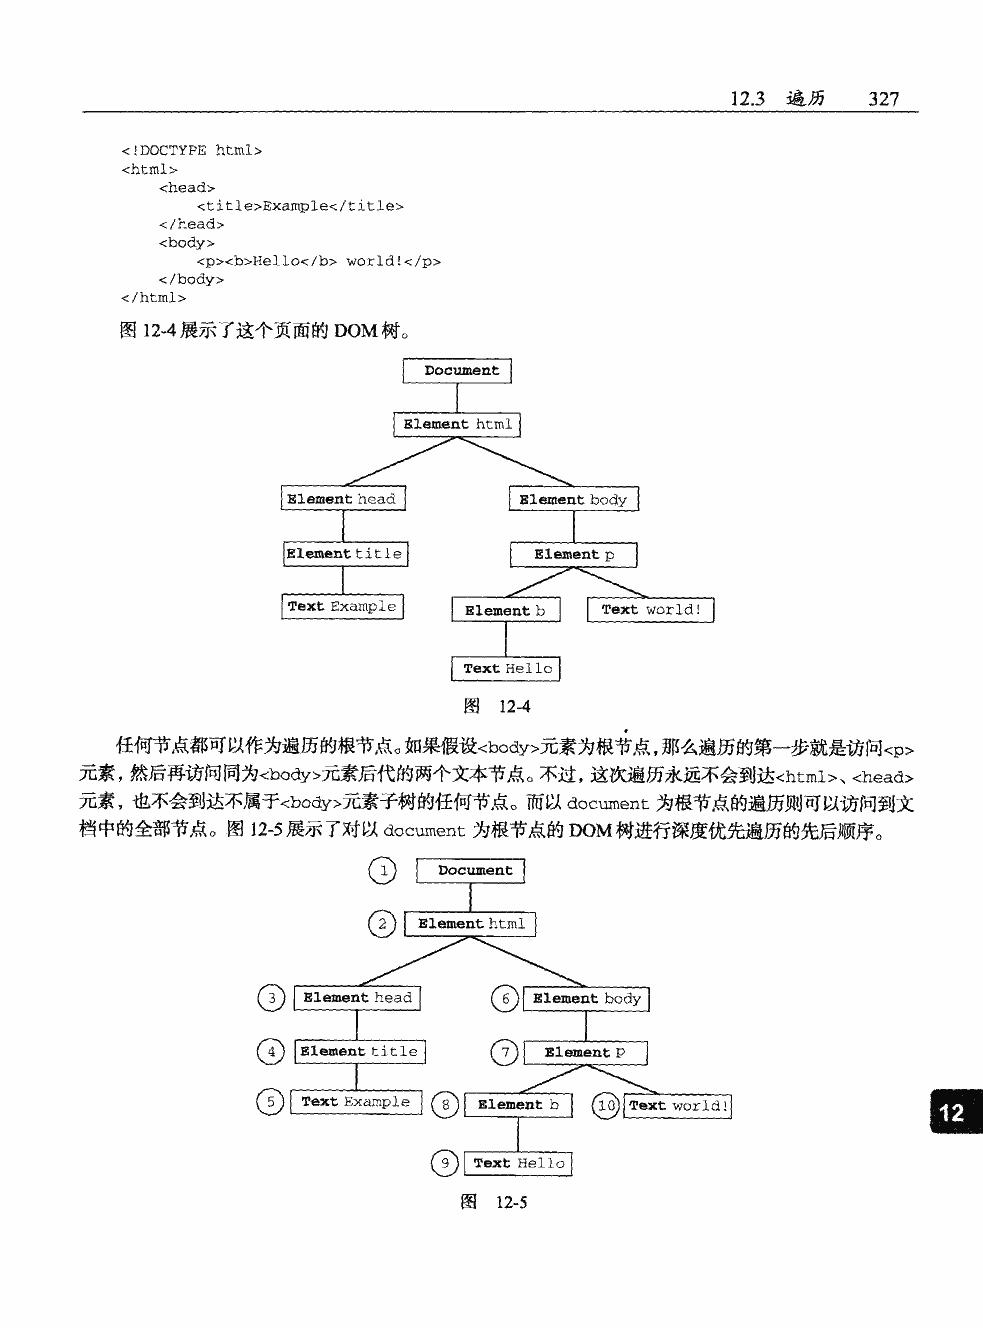 12.3 遍历 327
<!DOCTYPE html>
<html>
<head>
<title>Example</title>
</head>
<body>
<p><b>Hello</b> world!</p>
</body>
</html>
图 12-4 展示了这个页面的 DOM 树。
Document
Element html
Element head Element body
Element title Element p
Text Example Element b Text world!
Text Hello
图 12-4
任何节点都可以作为遍历的根节点。如果假设<body>元素为根节点，那么遍历的第一步就是访问<p>
元素，然后再访问同为<body>元素后代的两个文本节点。不过，这次遍历永远不会到达<html>、<head>
元素，也不会到达不属于<body>元素子树的任何节点。而以 document 为根节点的遍历则可以访问到文
档中的全部节点。图 12-5 展示了对以 document 为根节点的 DOM 树进行深度优先遍历的先后顺序。
1 Document
2 Element html
3 Element head 6 Element body
4 Element title 7 Element p
5 Text Example 8 Element b 10 Text world!
12
9 Text Hello
图 12-5